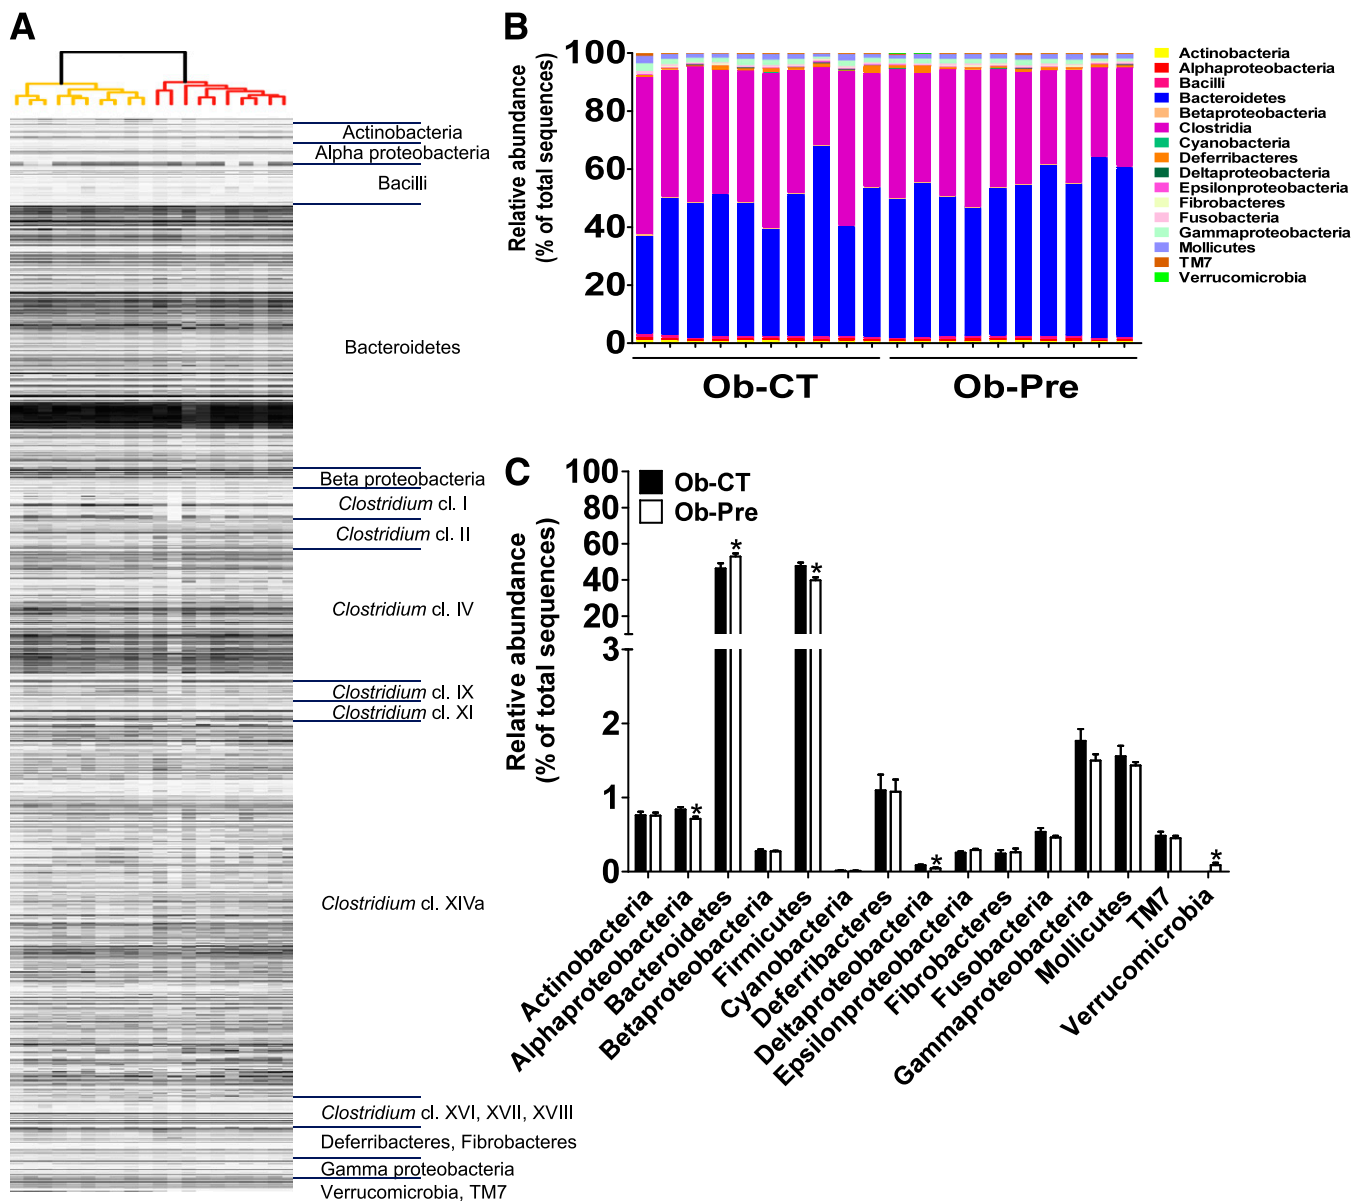 A
Actinobacteria
Alpha proteobacteria
Bacilli
Bacteroidetes
Beta proteobacteria
Clostridium cl. I
Clostridium cl. II
Clostridium cl. IV
Clostridium cl. IX
Clostridium cl. XI
Clostridium cl. XIVa
Clostridium cl. XVI, XVII, XVIII
Deferribacteres, Fibrobacteres
Gamma proteobacteria
Verrucomicrobia, TM7
B
Relative abundance
(% of total sequences)
100
80
60
40
20
0
Ob-CT
Ob-Pre
Actinobacteria
Alphaproteobacteria
Bacilli
Bacteroidetes
Betaproteobacteria
Clostridia
Cyanobacteria
Deferribacteres
Deltaproteobacteria
Epsilonproteobacteria
Fibrobacteres
Fusobacteria
Gammaproteobacteria
Mollicutes
TM7
Verrucomicrobia
C
Relative abundance
(% of total sequences)
100
80
60
40
20
3
2
1
0
Ob-CT
Ob-Pre
*
*
*
*
*
Actinobacteria
Alphaproteobacteria
Bacteroidetes
Betaproteobacteria
Firmicutes
Cyanobacteria
Deferribacteres
Deltaproteobacteria
Epsilonproteobacteria
Fibrobacteres
Fusobacteria
Gammaproteobacteria
Mollicutes
TM7
Verrucomicrobia